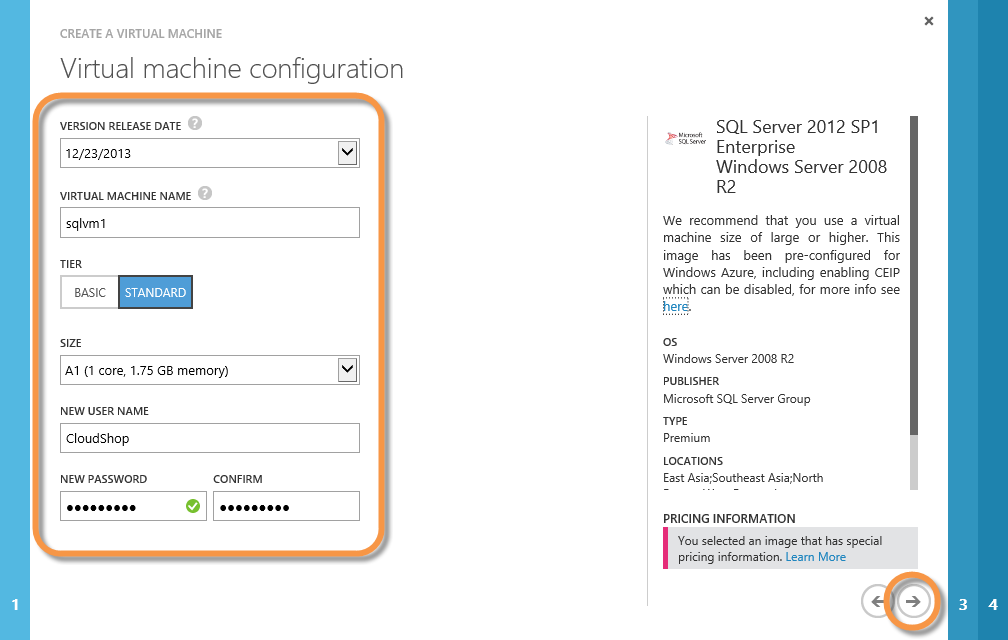 CREATE A VIRTUAL MACHINE
Virtual machine configuration
VERSION RELEASE DATE ?
12/23/2013
VIRTUAL MACHINE NAME ?
sqlvm1
TIER
BASIC STANDARD
SIZE
A1 (1 core, 1.75 GB memory)
NEW USER NAME
CloudShop
NEW PASSWORD CONFIRM
●●●●●●●●● ●●●●●●●●●
Microsoft
SQL Server
SQL Server 2012 SP1
Enterprise
Windows Server 2008
R2
We recommend that you use a virtual
machine size of large or higher. This
image has been pre-configured for
Windows Azure, including enabling CEIP
which can be disabled, for more info see
here.
OS
Windows Server 2008 R2
PUBLISHER
Microsoft SQL Server Group
TYPE
Premium
LOCATIONS
East Asia;Southeast Asia;North
PRICING INFORMATION
You selected an image that has special
pricing information. Learn More
1
3
4